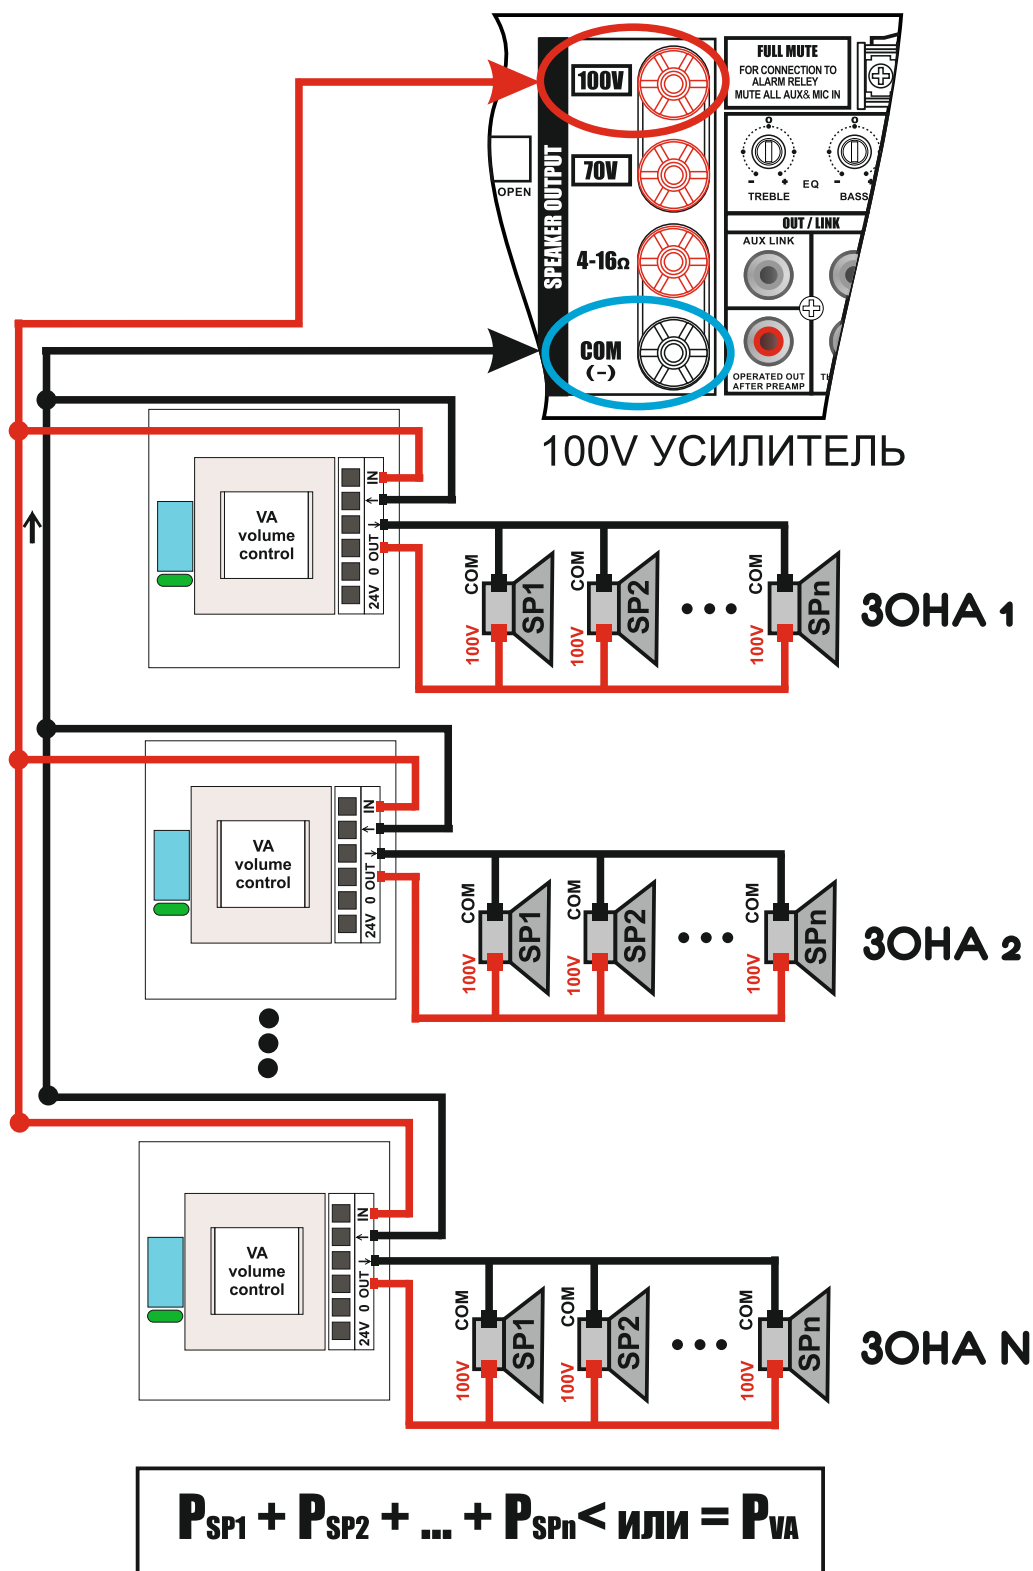 100V
70V
4-16Ω
COM
(-)
SPEAKER OUTPUT
OPEN
FULL MUTE
FOR CONNECTION TO
ALARM RELEY
MUTE ALL AUX& MIC IN
O O
- + -
TREBLE EQ BASS
OUT / LINK
AUX LINK
OPERATED OUT
AFTER PREAMP
100V УСИЛИТЕЛЬ
VA
volume
control
IN
←
→
OUT
0
24V
COM COM COM
SP1 SP2 ••• SPn
100V 100V 100V
ЗОНА 1
VA
volume
control
IN
←
→
OUT
0
24V
COM COM COM
SP1 SP2 ••• SPn
100V 100V 100V
ЗОНА 2
VA
volume
control
IN
←
→
OUT
0
24V
COM COM COM
SP1 SP2 ••• SPn
100V 100V 100V
ЗОНА N
PSP1 + PSP2 + ... + PSPn < или = PVA